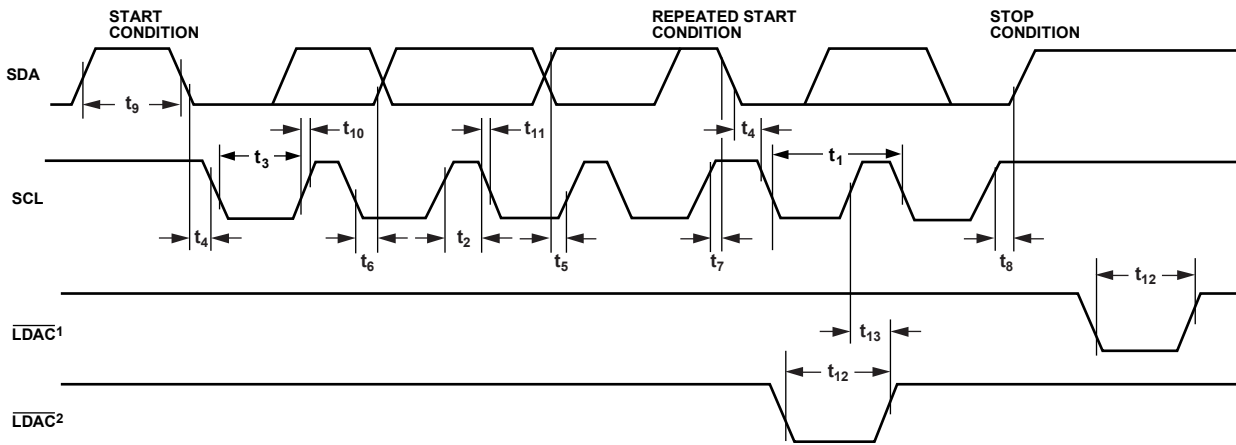 START
CONDITION
REPEATED START
CONDITION
STOP
CONDITION
SDA
t9
t10
t11
t4
t3
t1
SCL
t4
t6
t2
t5
t7
t8
t12
LDAC1
t13
t12
LDAC2